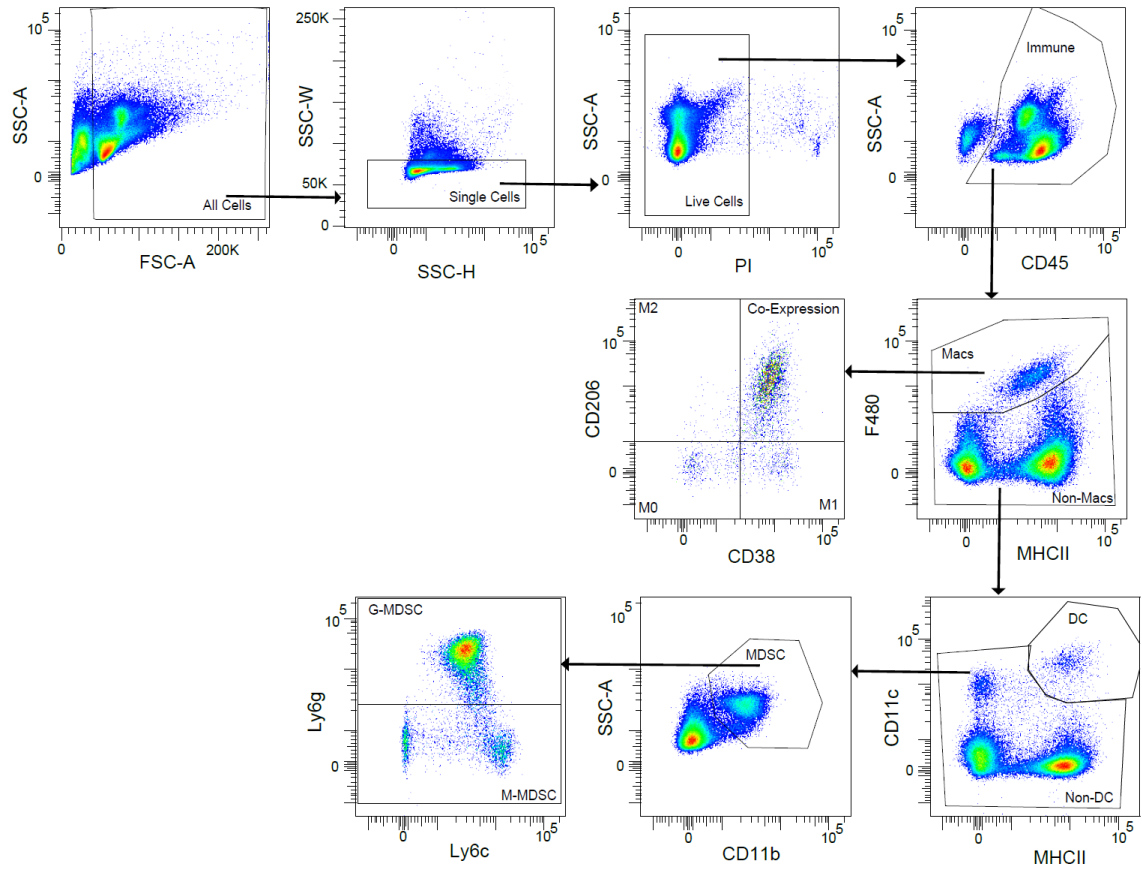 10^5
SSC-A
0
All Cells
0
200K
FSC-A
250K
SSC-W
50K
Single Cells
0
0
10^5
SSC-H
10^5
SSC-A
0
Live Cells
0
10^5
PI
10^5
Immune
SSC-A
0
0
10^5
CD45
M2
Co-Expression
10^5
CD206
0
M0
M1
0
10^5
CD38
10^5
Macs
F480
0
Non-Macs
0
10^5
MHCII
G-MDSC
10^5
Ly6g
0
M-MDSC
0
10^5
Ly6c
10^5
MDSC
SSC-A
0
0
10^5
CD11b
DC
10^5
CD11c
0
Non-DC
0
10^5
MHCII